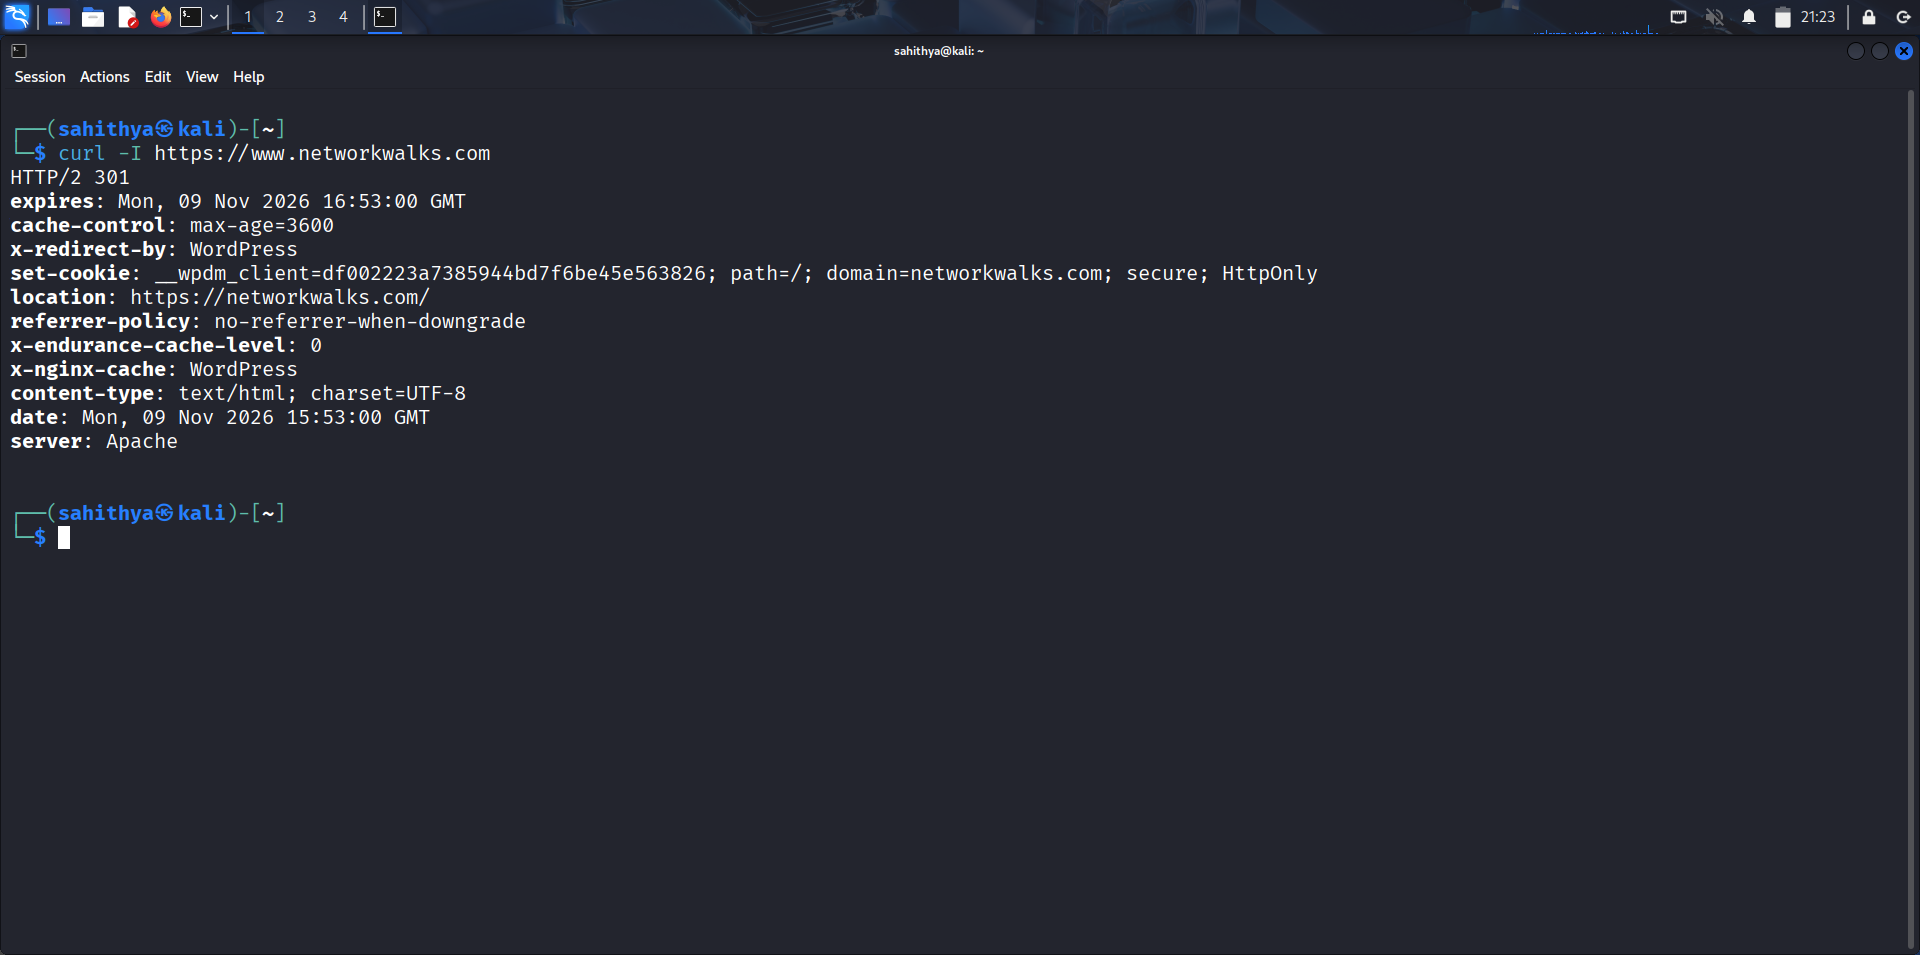 1 2 3 4 21:23
sahithya@kali: ~
Session Actions Edit View Help
┌──(sahithya㉿kali)-[~]
└─$ curl -I https://www.networkwalks.com
HTTP/2 301
expires: Mon, 09 Nov 2026 16:53:00 GMT
cache-control: max-age=3600
x-redirect-by: WordPress
set-cookie: __wpdm_client=df002223a7385944bd7f6be45e563826; path=/; domain=networkwalks.com; secure; HttpOnly
location: https://networkwalks.com/
referrer-policy: no-referrer-when-downgrade
x-endurance-cache-level: 0
x-nginx-cache: WordPress
content-type: text/html; charset=UTF-8
date: Mon, 09 Nov 2026 15:53:00 GMT
server: Apache
┌──(sahithya㉿kali)-[~]
└─$